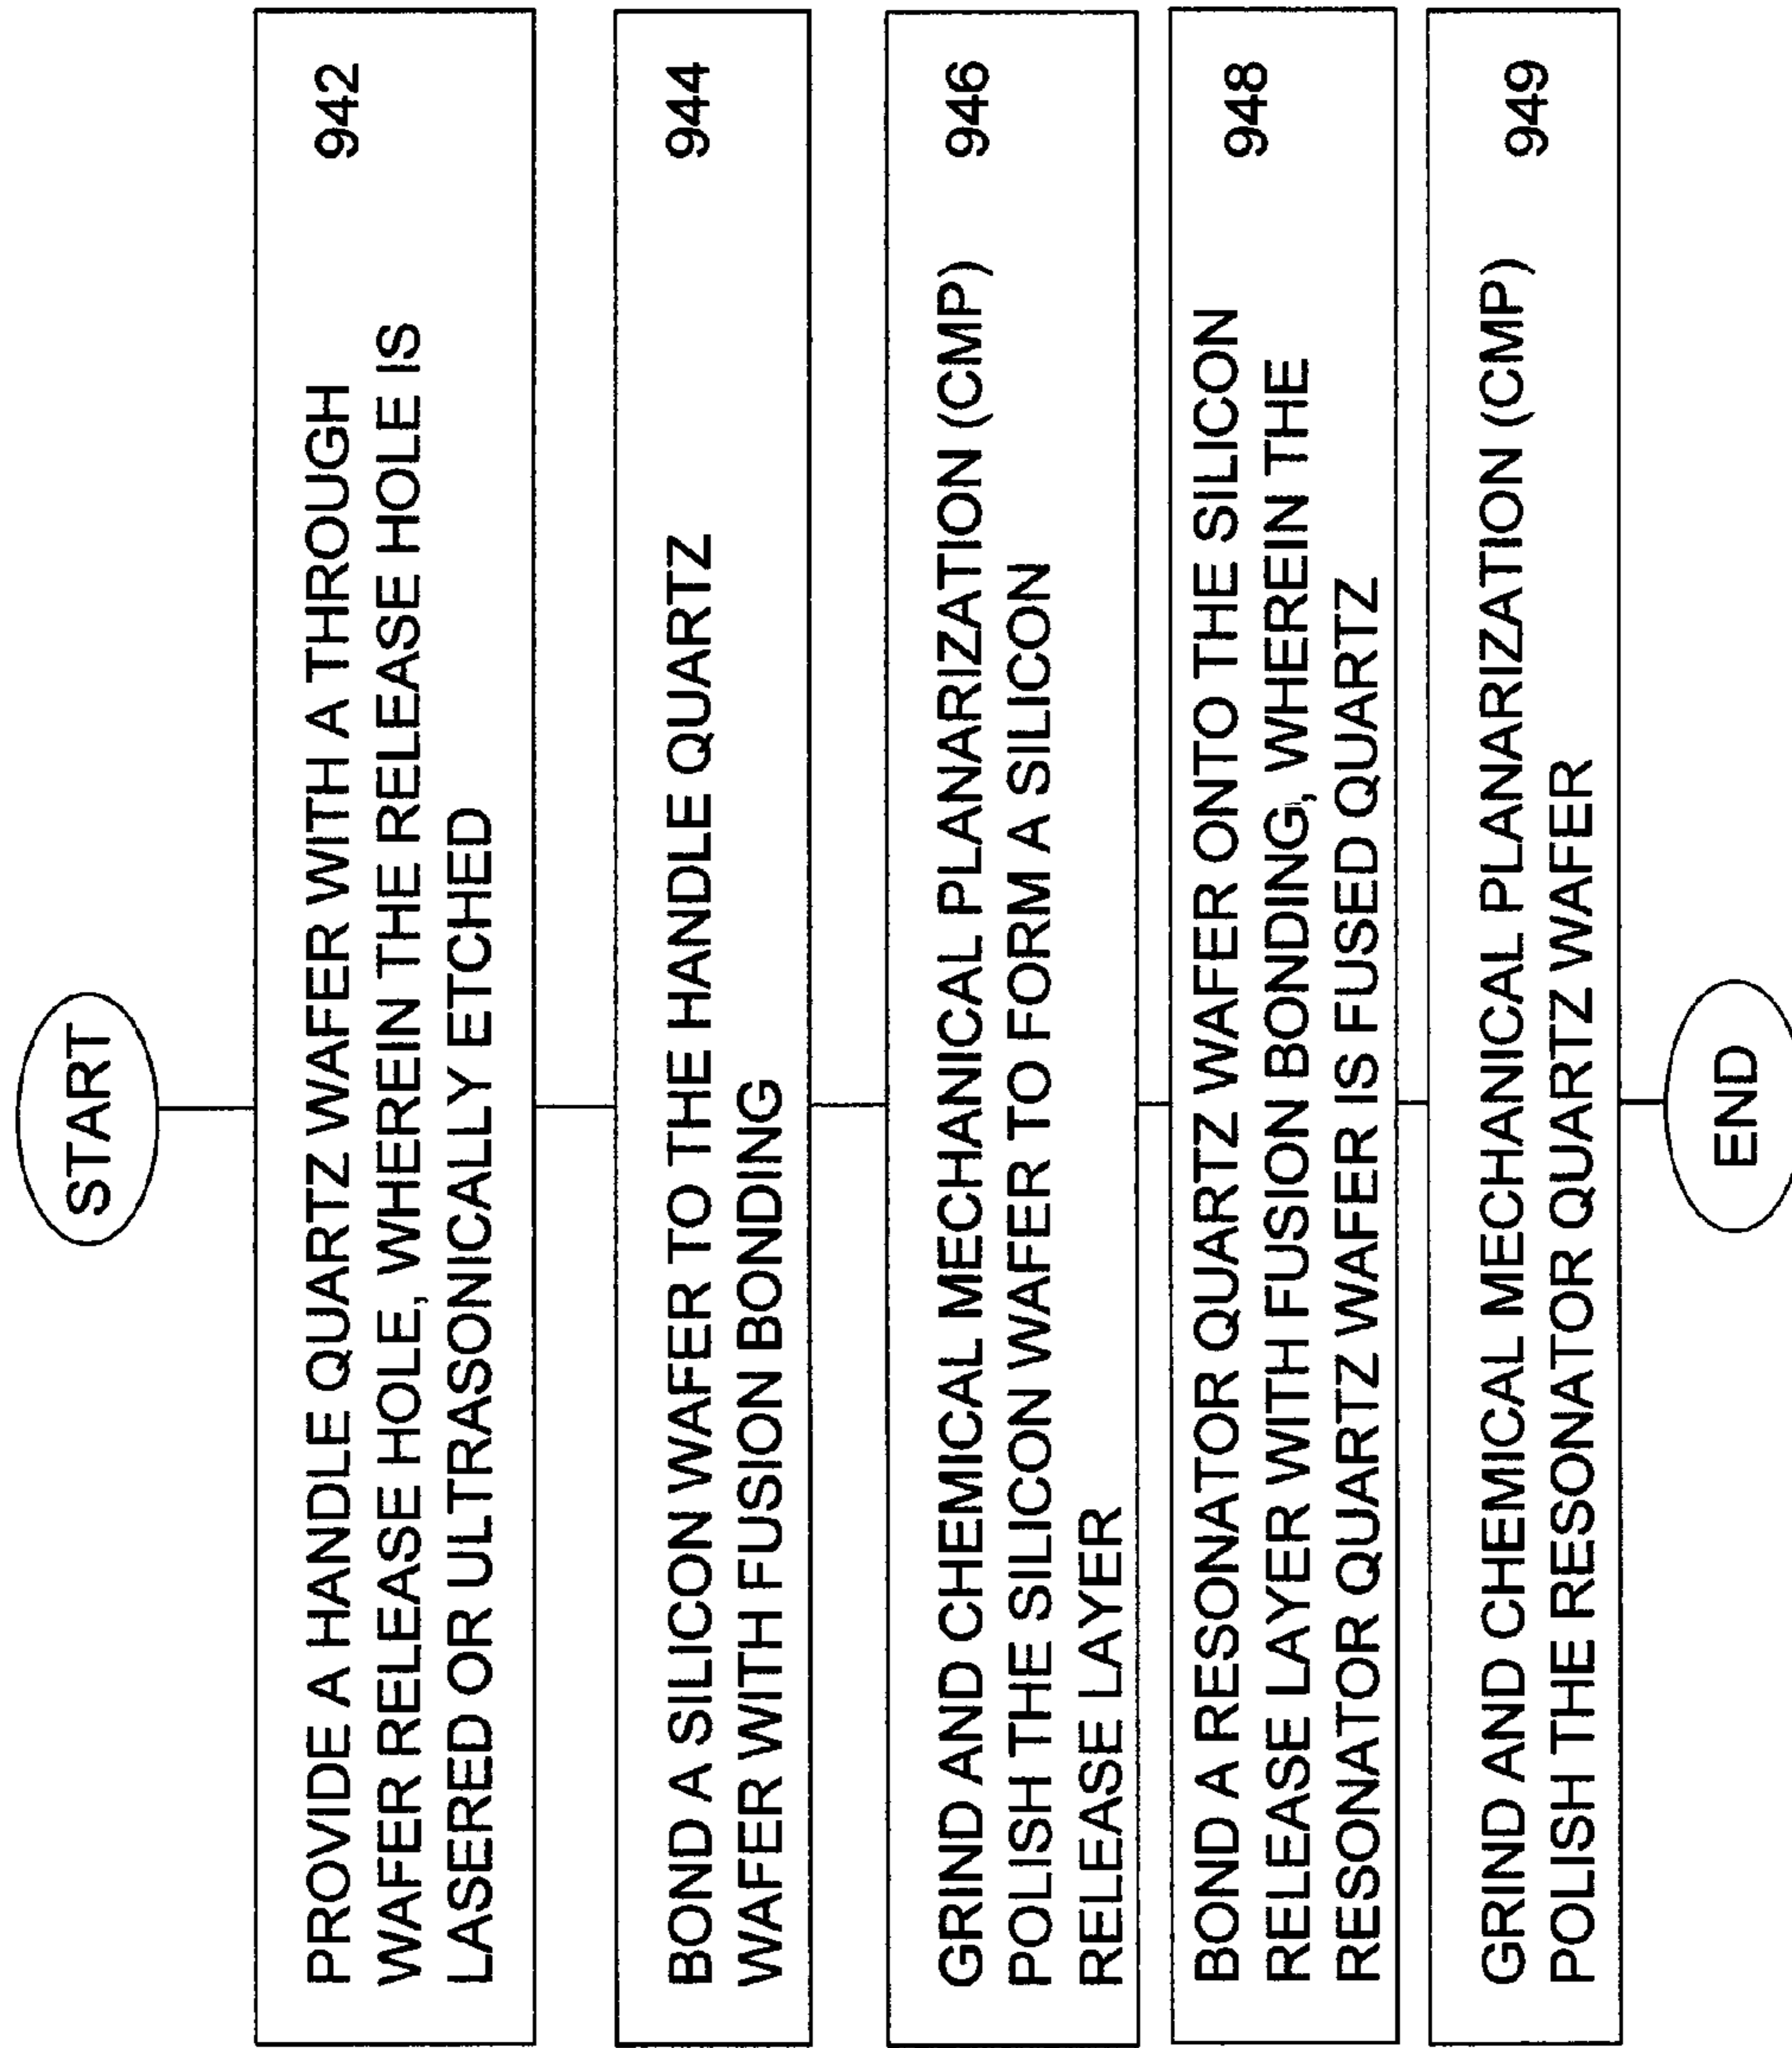 START
PROVIDE A HANDLE QUARTZ WAFER WITH A THROUGH 942
WAFER RELEASE HOLE, WHEREIN THE RELEASE HOLE IS
LASERED OR ULTRASONICALLY ETCHED
BOND A SILICON WAFER TO THE HANDLE QUARTZ 944
WAFER WITH FUSION BONDING
GRIND AND CHEMICAL MECHANICAL PLANARIZATION (CMP) 946
POLISH THE SILICON WAFER TO FORM A SILICON
RELEASE LAYER
BOND A RESONATOR QUARTZ WAFER ONTO THE SILICON 948
RELEASE LAYER WITH FUSION BONDING, WHEREIN THE
RESONATOR QUARTZ WAFER IS FUSED QUARTZ
GRIND AND CHEMICAL MECHANICAL PLANARIZATION (CMP) 949
POLISH THE RESONATOR QUARTZ WAFER
END